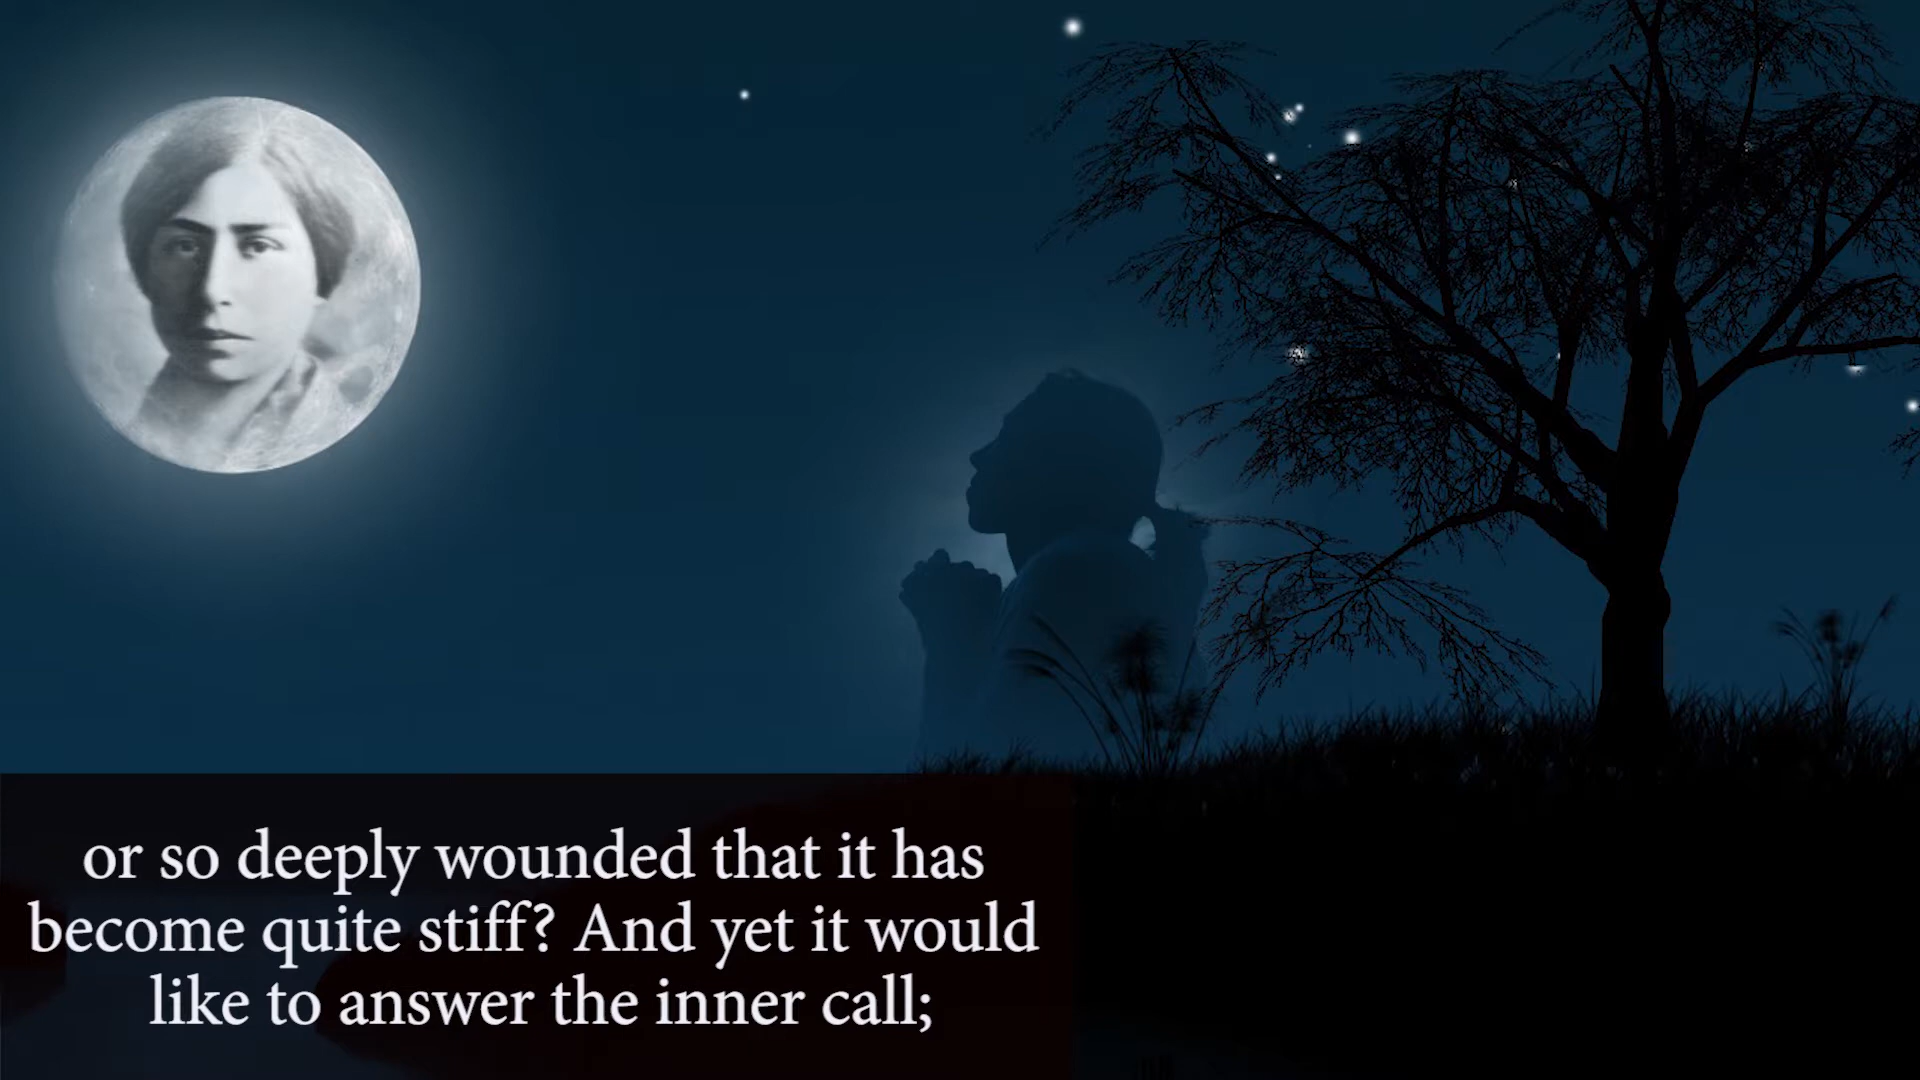 or so deeply wounded that it has
become quite stiff? And yet it would
like to answer the inner call;